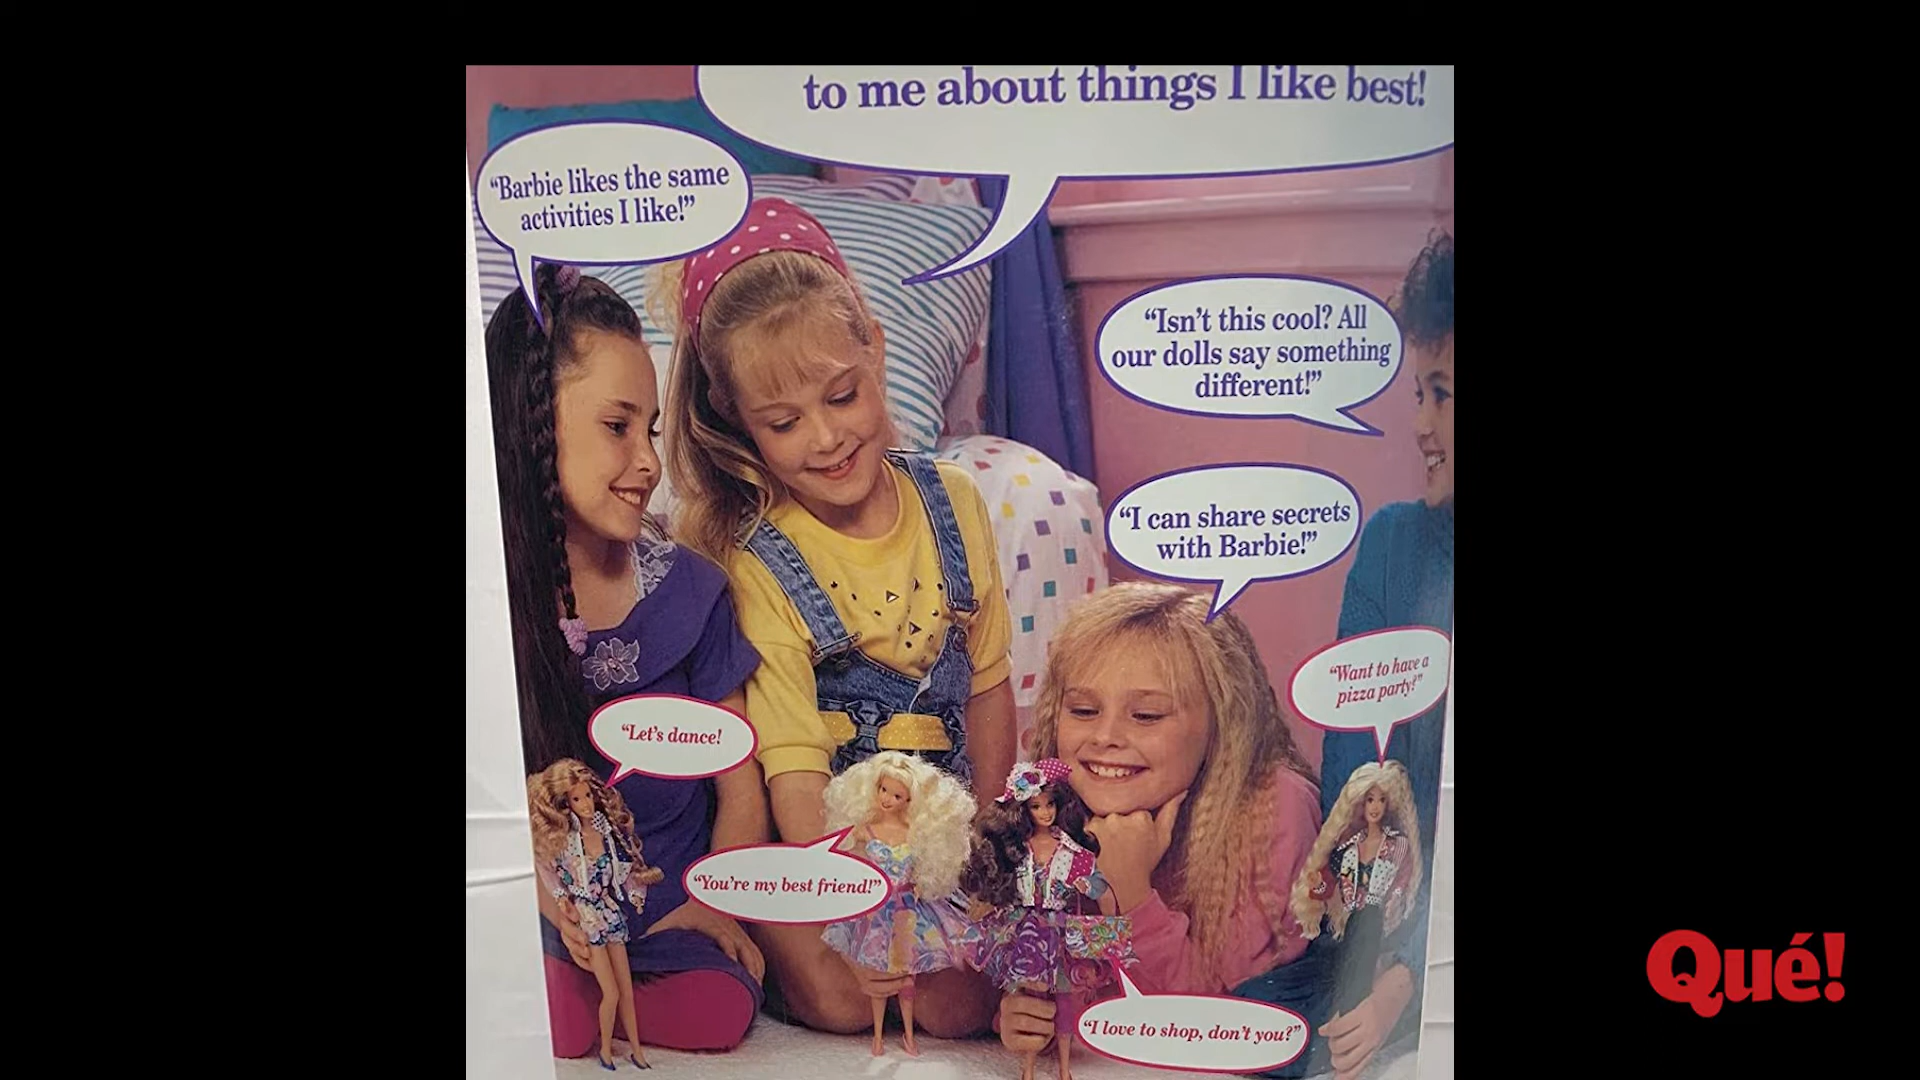 to me about things I like best!
“Barbie likes the same
activities I like!”
“Isn’t this cool? All
our dolls say something
different!”
“I can share secrets
with Barbie!”
“Want to have a
pizza party?”
“Let’s dance!
“You’re my best friend!”
“I love to shop, don’t you?”
Qué!